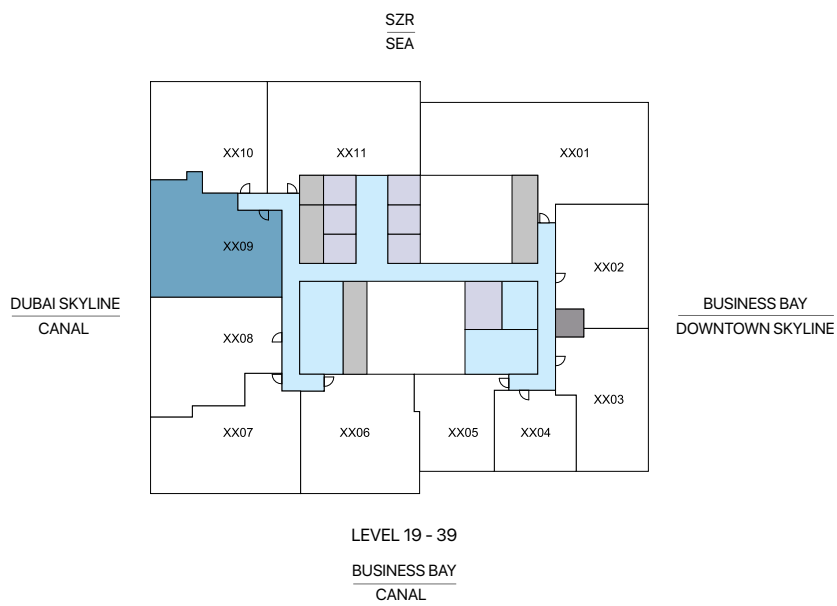 SZR
SEA
XX10
XX11
XX01
XX09
XX02
DUBAI SKYLINE
CANAL
BUSINESS BAY
DOWNTOWN SKYLINE
XX08
XX03
XX07
XX06
XX05
XX04
LEVEL 19 - 39
BUSINESS BAY
CANAL